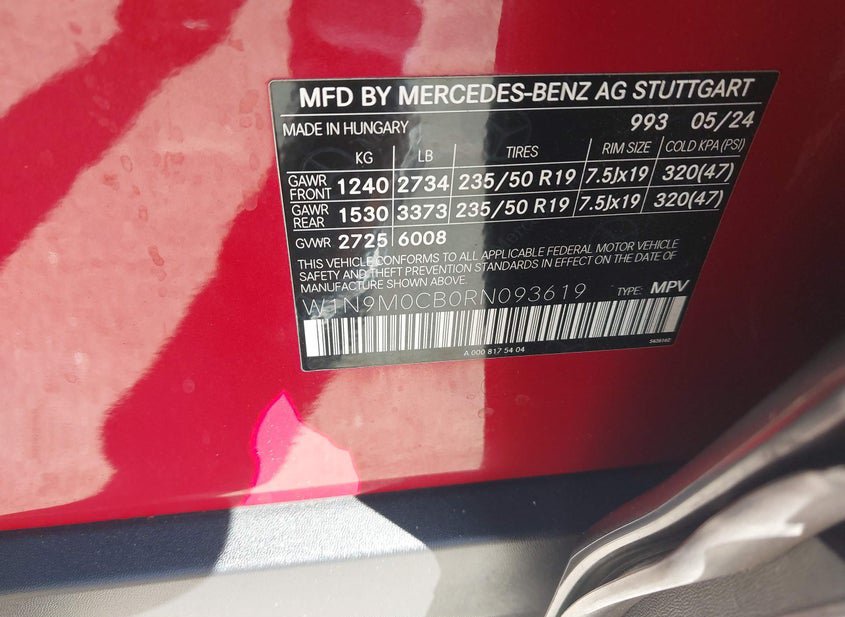 MFD BY MERCEDES-BENZ AG STUTTGART
MADE IN HUNGARY 993 05/24
KG LB TIRES RIM SIZE COLD KPA (PSI)
GAWR FRONT 1240 2734 235/50 R19 7.5Jx19 320(47)
GAWR REAR 1530 3373 235/50 R19 7.5Jx19 320(47)
GVWR 2725 6008
THIS VEHICLE CONFORMS TO ALL APPLICABLE FEDERAL MOTOR VEHICLE
SAFETY AND THEFT PREVENTION STANDARDS IN EFFECT ON THE DATE OF
MANUFACTURE SHOWN ABOVE.
W1N9M0CB0RN093619 TYPE: MPV
A 000 817 54 04